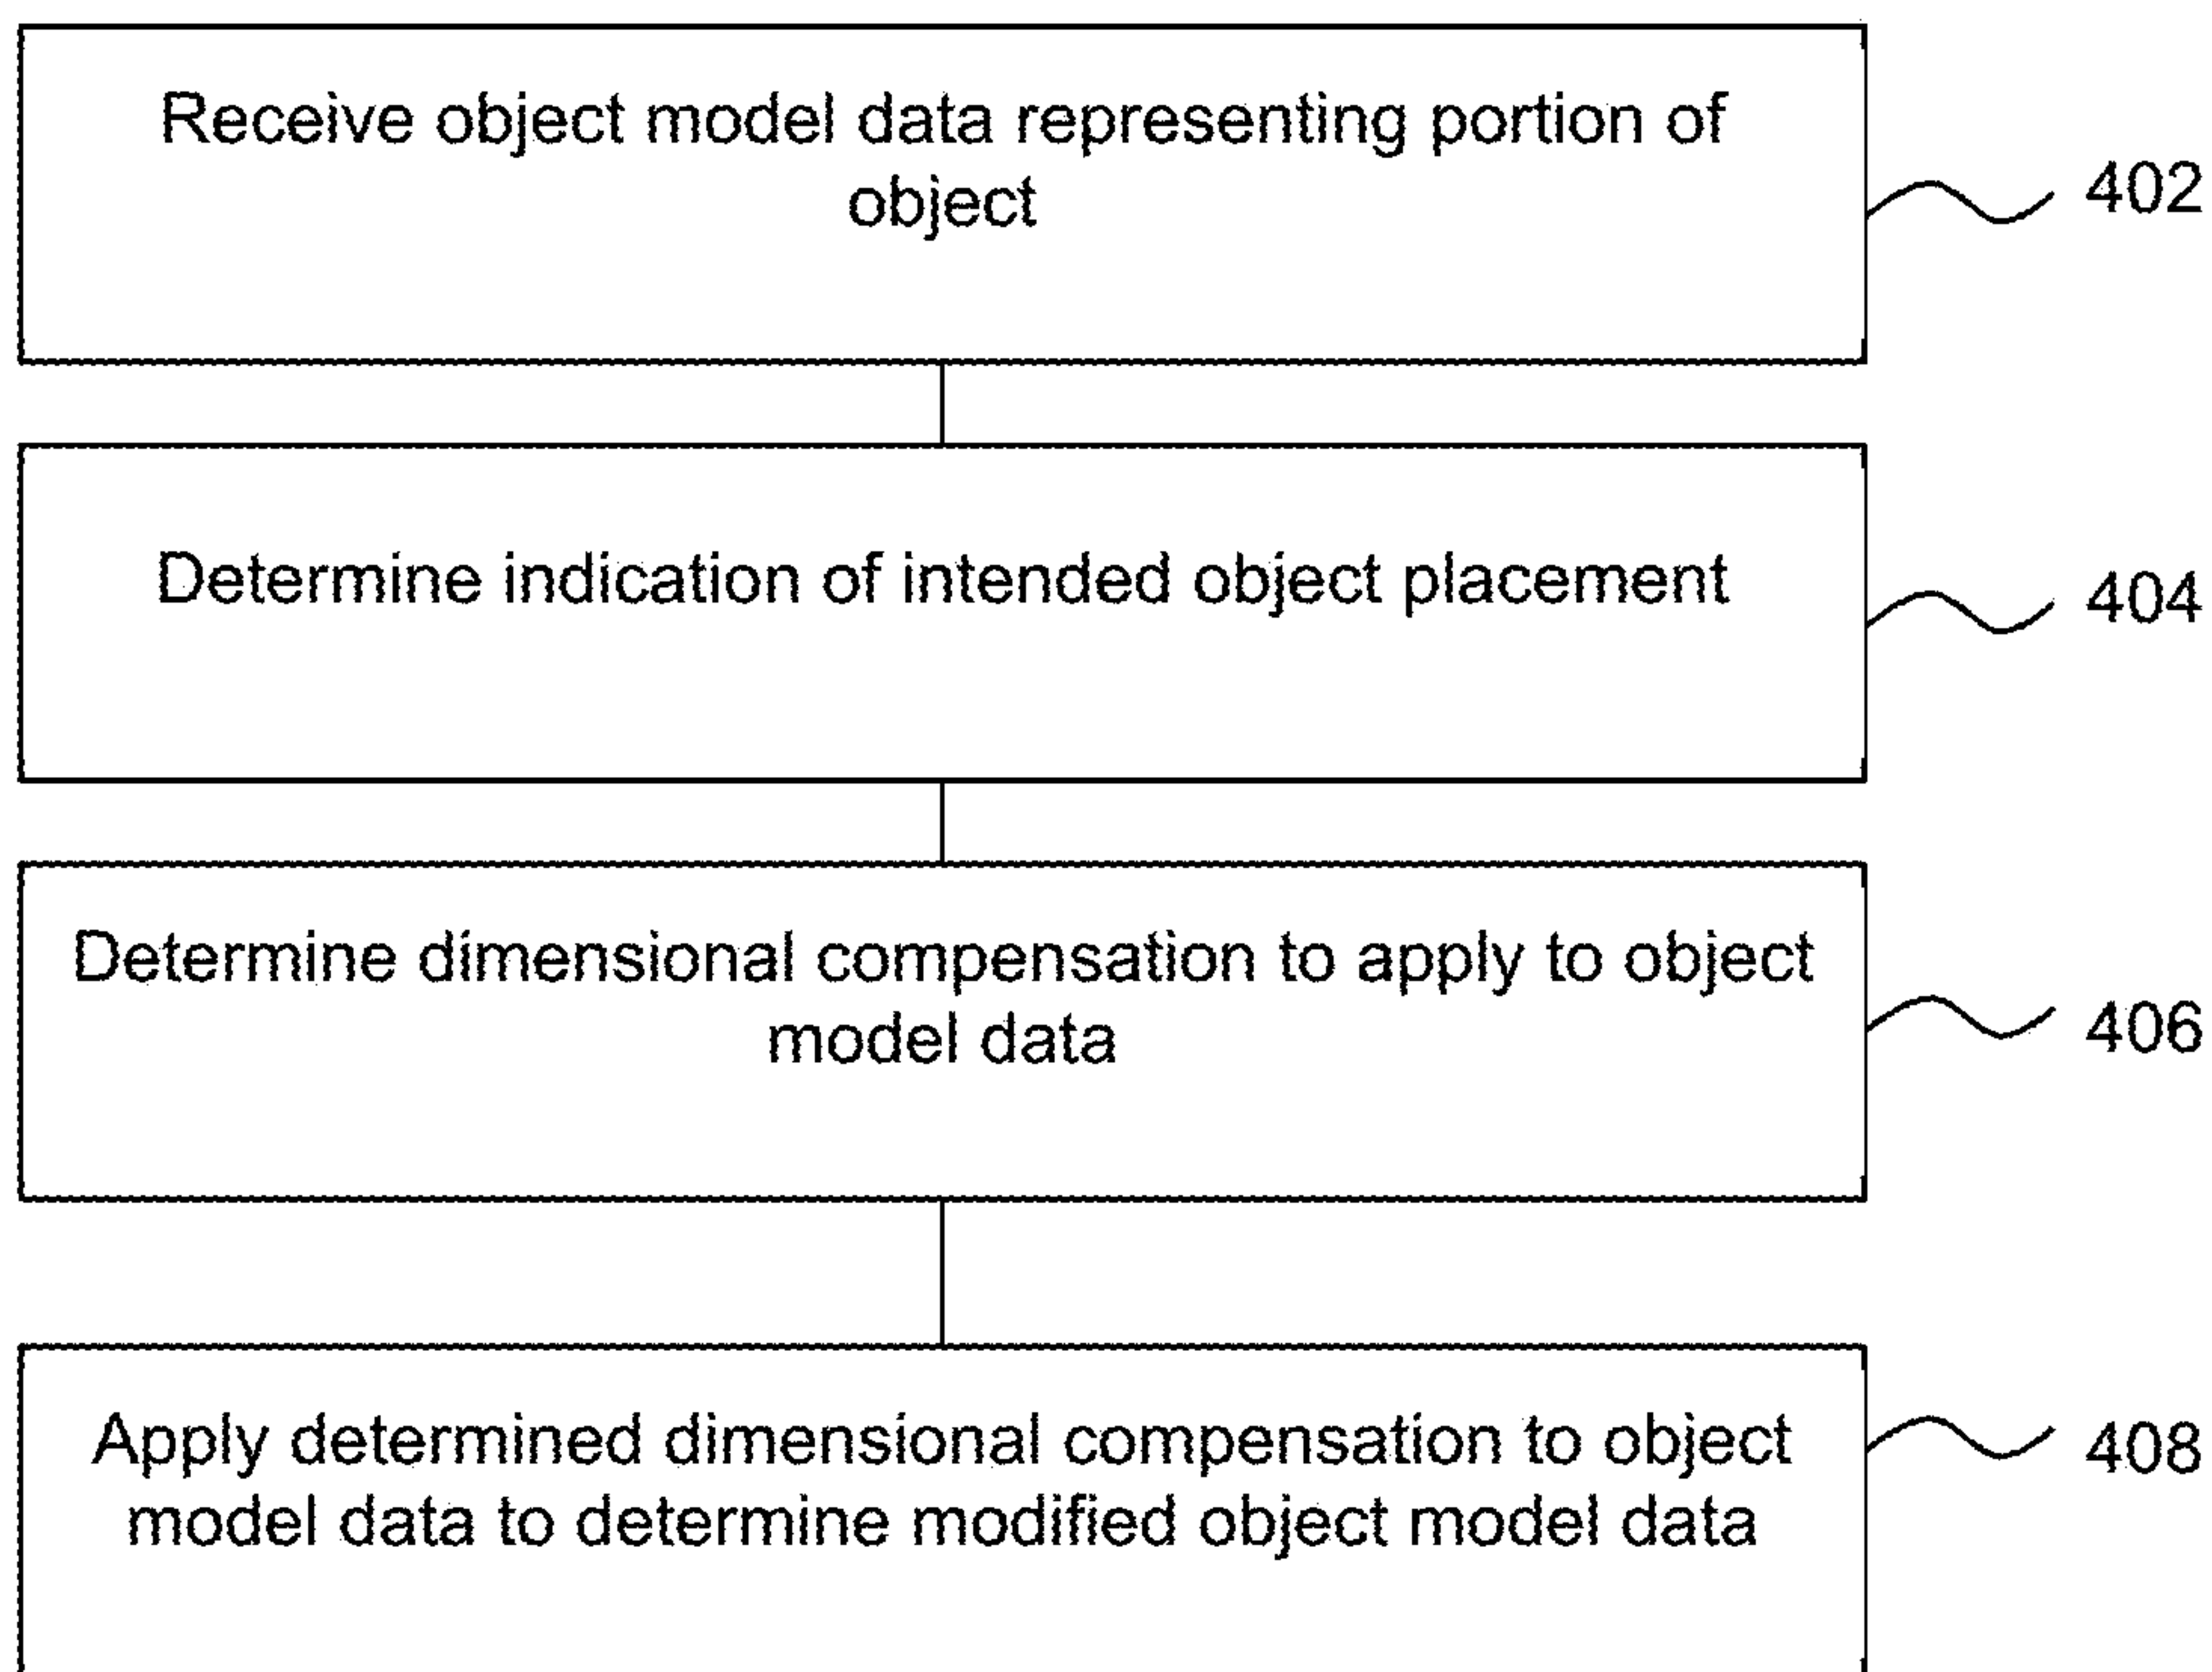 Receive object model data representing portion of
object
402
Determine indication of intended object placement
404
Determine dimensional compensation to apply to object
model data
406
Apply determined dimensional compensation to object
model data to determine modified object model data
408